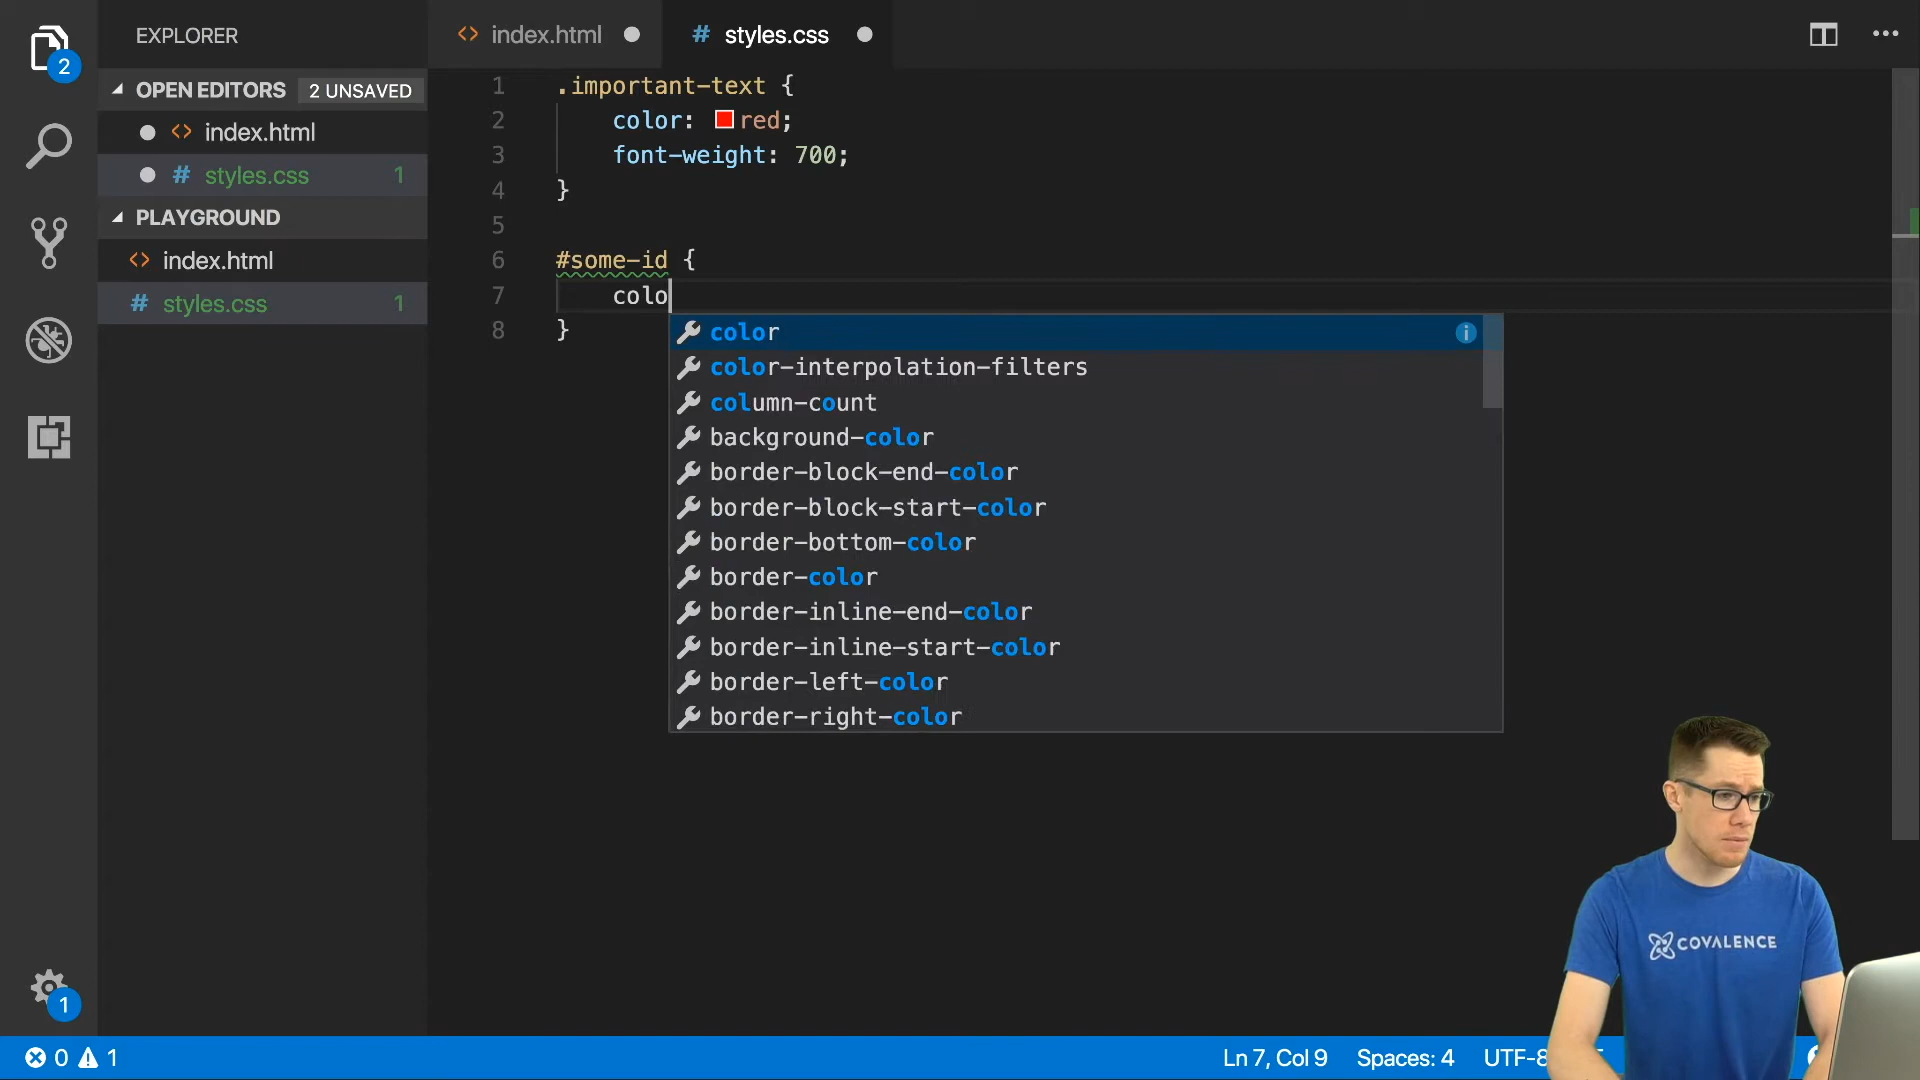 EXPLORER
2
OPEN EDITORS 2 UNSAVED
index.html
styles.css 1
PLAYGROUND
index.html
styles.css 1
1
index.html
styles.css
1 .important-text {
2 color: red;
3 font-weight: 700;
4 }
5
6 #some-id {
7 colo
8 }
color
color-interpolation-filters
column-count
background-color
border-block-end-color
border-block-start-color
border-bottom-color
border-color
border-inline-end-color
border-inline-start-color
border-left-color
border-right-color
COVALENCE
0 1
Ln 7, Col 9 Spaces: 4